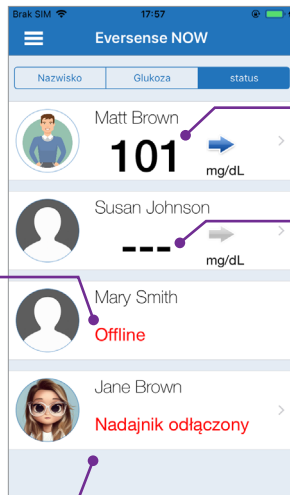 Brak SIM 17:57
Eversense NOW
Nazwisko Glukoza status
Matt Brown
101
mg/dL
Susan Johnson
---
mg/dL
Mary Smith
Offline
Jane Brown
Nadajnik odłączony